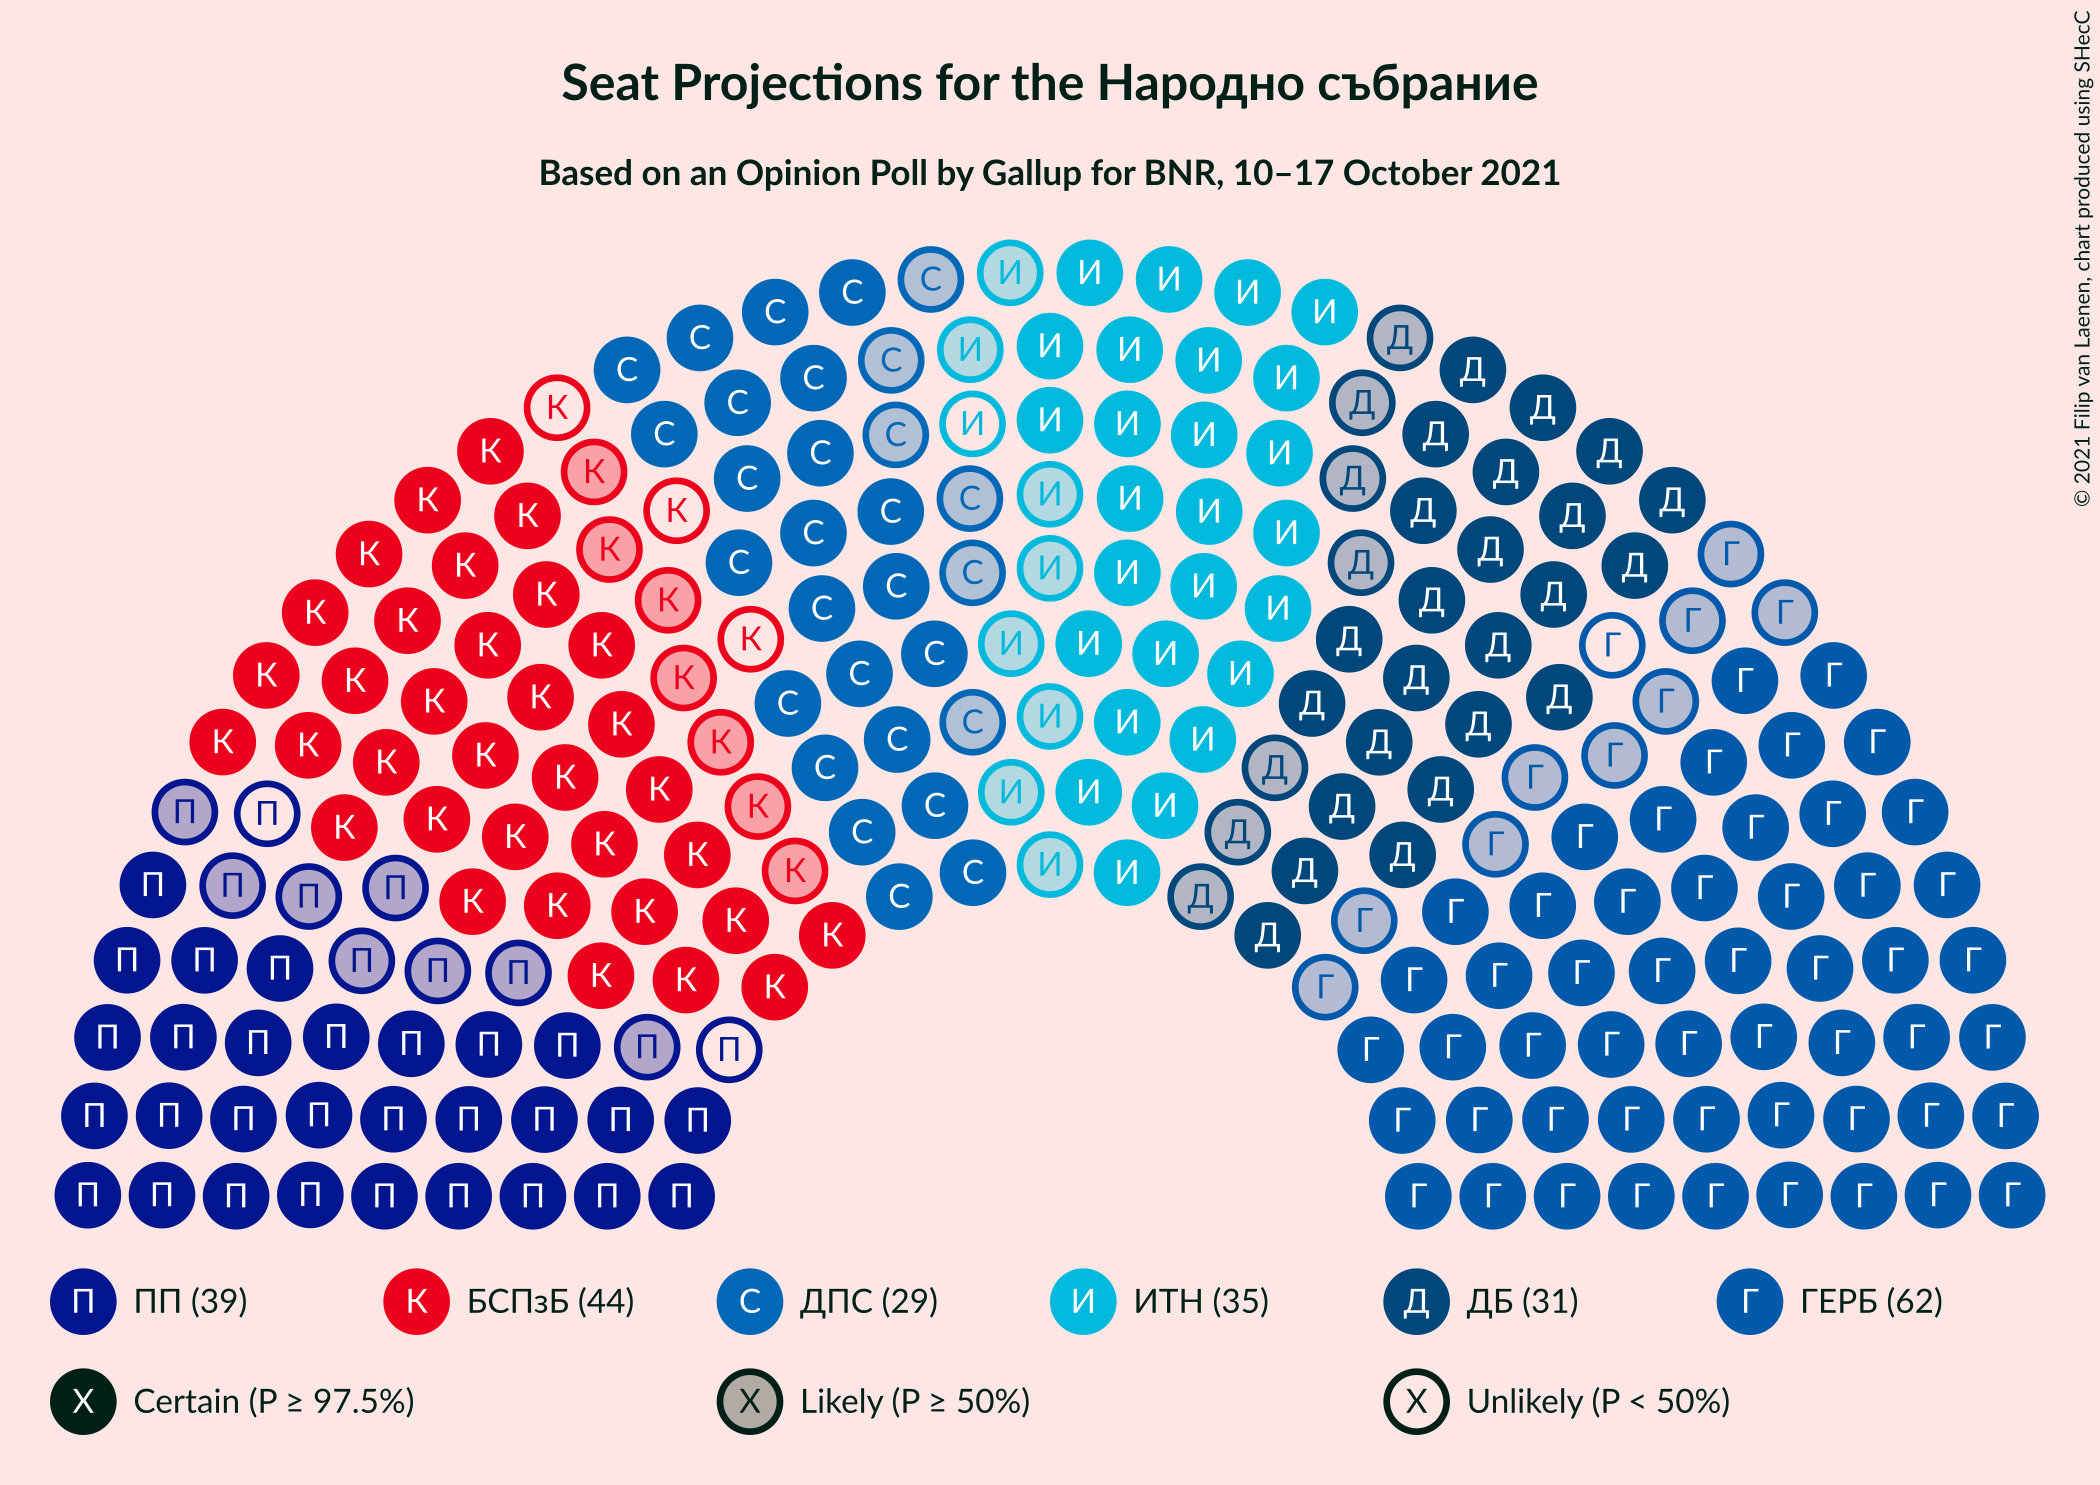 Seat Projections for the Народно събрание
Based on an Opinion Poll by Gallup for BNR, 10–17 October 2021
© 2021 Filip van Laenen, chart produced using SHecC
П ПП (39) К БСПзБ (44) С ДПС (29) И ИТН (35) Д ДБ (31) Г ГЕРБ (62)
X Certain (P ≥ 97.5%) X Likely (P ≥ 50%) X Unlikely (P < 50%)